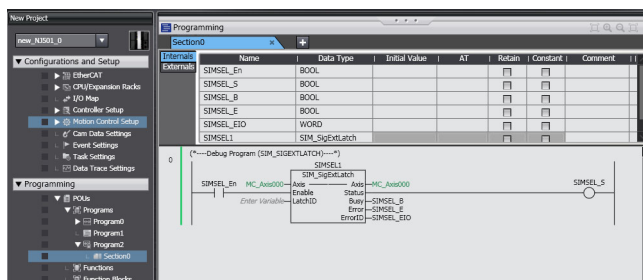 New Project
new_NJ501_0
Configurations and Setup
EtherCAT
CPU/Expansion Racks
I/O Map
Controller Setup
Motion Control Setup
Cam Data Settings
Event Settings
Task Settings
Data Trace Settings
Programming
POUs
Programs
Program0
Program1
Program2
Section0
Functions
Function Blocks
Programming
Section0 × +
Internals
Externals
Name Data Type Initial Value AT Retain Constant Comment
SIMSEL_En BOOL
SIMSEL_S BOOL
SIMSEL_B BOOL
SIMSEL_E BOOL
SIMSEL_EIO WORD
SIMSEL1 SIM_SigExtLatch
0 (*----Debug Program (SIM_SIGEXTLATCH)----*)
SIMSEL1
SIM_SigExtLatch
SIMSEL_En MC_Axis000 Axis Axis MC_Axis000 SIMSEL_S
Enable Status
Enter Variable LatchID Busy SIMSEL_B
Error SIMSEL_E
ErrorID SIMSEL_EIO